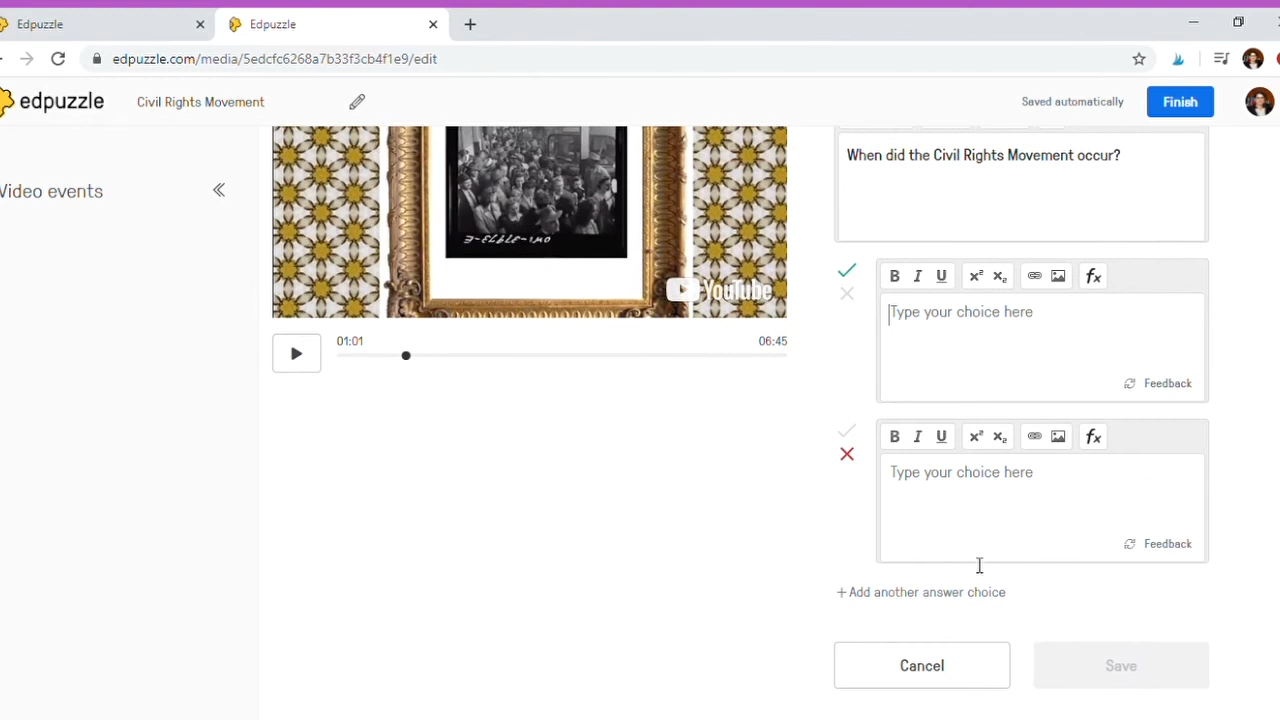 Edpuzzle
Edpuzzle
edpuzzle.com/media/5edcfc6268a7b33f3cb4f1e9/edit
edpuzzle
Civil Rights Movement
Saved automatically
Finish
Video events
When did the Civil Rights Movement occur?
YouTube
01:01
06:45
B I U x² x₂ fx
Type your choice here
Feedback
B I U x² x₂ fx
Type your choice here
Feedback
+ Add another answer choice
Cancel
Save